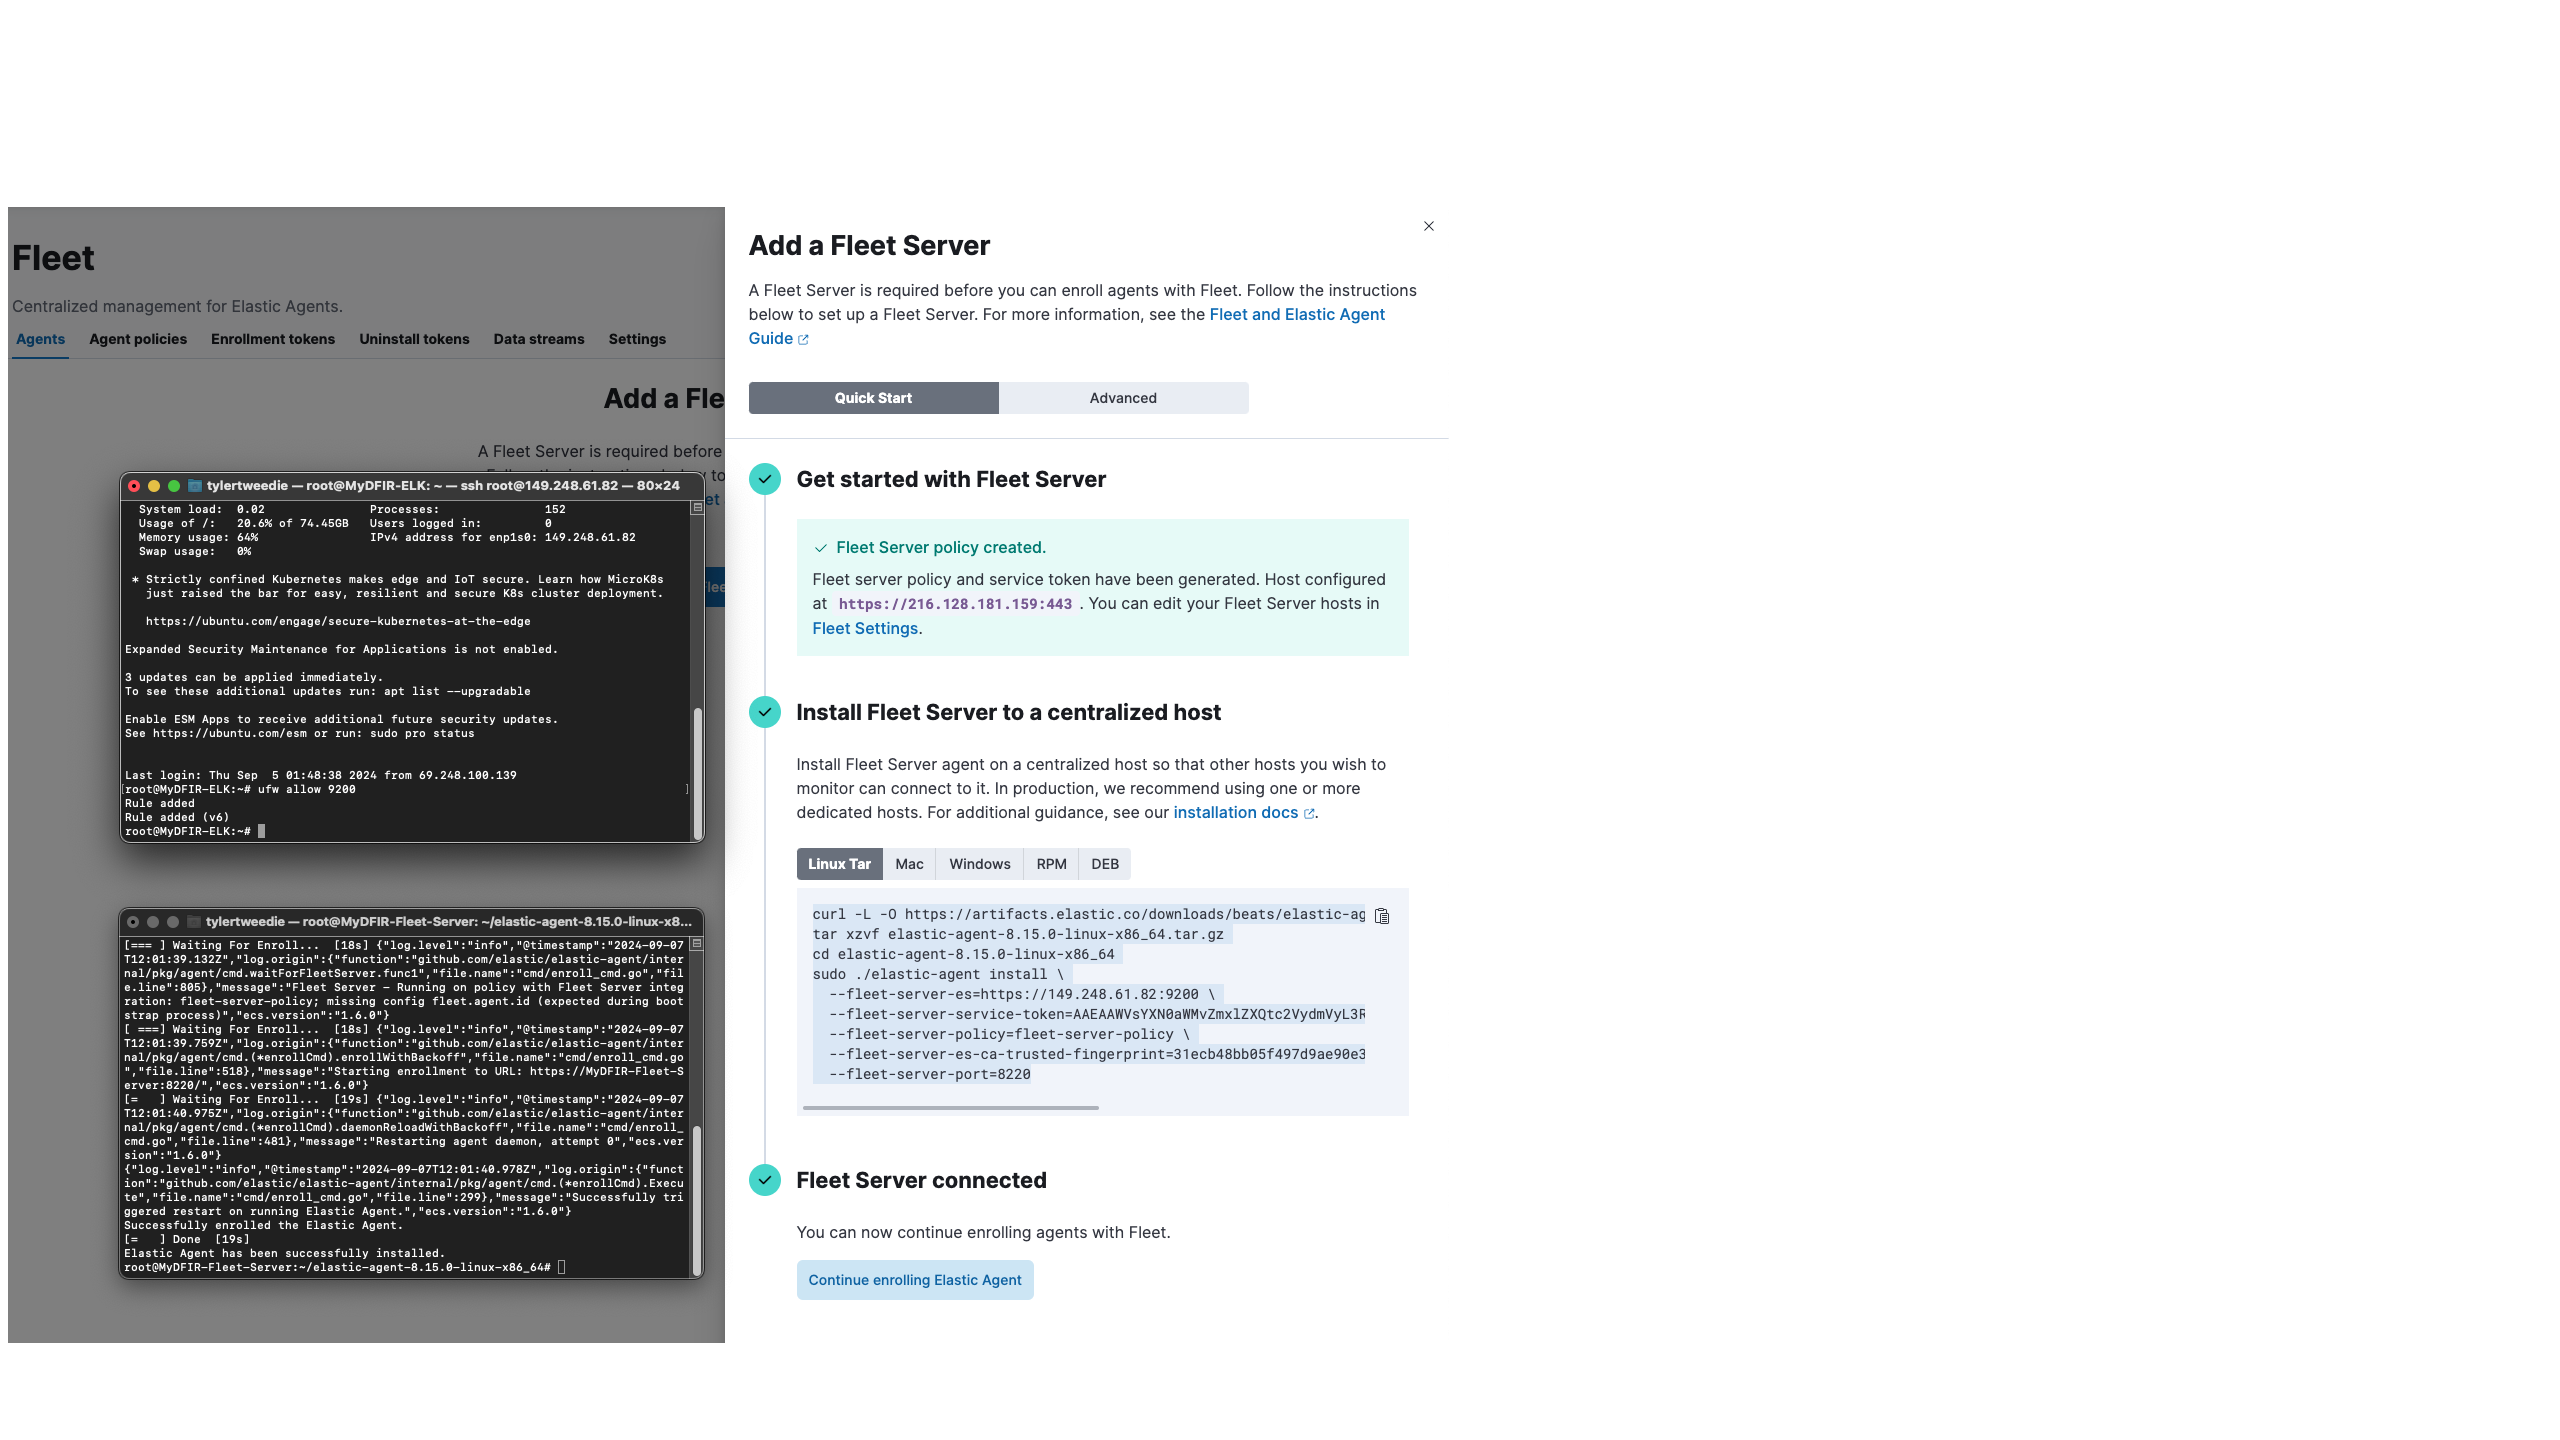 Fleet
Centralized management for Elastic Agents.
Agents Agent policies Enrollment tokens Uninstall tokens Data streams Settings
Add a Fle
A Fleet Server is required before
tylertweedie — root@MyDFIR-ELK: ~ — ssh root@149.248.61.82 — 80×24
System load: 0.02 Processes: 152
Usage of /: 20.6% of 74.45GB Users logged in: 0
Memory usage: 64% IPv4 address for enp1s0: 149.248.61.82
Swap usage: 0%
* Strictly confined Kubernetes makes edge and IoT secure. Learn how MicroK8s
just raised the bar for easy, resilient and secure K8s cluster deployment.
https://ubuntu.com/engage/secure-kubernetes-at-the-edge
Expanded Security Maintenance for Applications is not enabled.
3 updates can be applied immediately.
To see these additional updates run: apt list --upgradable
Enable ESM Apps to receive additional future security updates.
See https://ubuntu.com/esm or run: sudo pro status
Last login: Thu Sep  5 01:48:38 2024 from 69.248.100.139
[root@MyDFIR-ELK:~# ufw allow 9200 ]
Rule added
Rule added (v6)
root@MyDFIR-ELK:~#
tylertweedie — root@MyDFIR-Fleet-Server: ~/elastic-agent-8.15.0-linux-x8...
[=== ] Waiting For Enroll...  [18s] {"log.level":"info","@timestamp":"2024-09-07
T12:01:39.132Z","log.origin":{"function":"github.com/elastic/elastic-agent/inter
nal/pkg/agent/cmd.waitForFleetServer.func1","file.name":"cmd/enroll_cmd.go","fil
e.line":805},"message":"Fleet Server - Running on policy with Fleet Server integ
ration: fleet-server-policy; missing config fleet.agent.id (expected during boot
strap process)","ecs.version":"1.6.0"}
[ ===] Waiting For Enroll...  [18s] {"log.level":"info","@timestamp":"2024-09-07
T12:01:39.759Z","log.origin":{"function":"github.com/elastic/elastic-agent/inter
nal/pkg/agent/cmd.(*enrollCmd).enrollWithBackoff","file.name":"cmd/enroll_cmd.go
","file.line":518},"message":"Starting enrollment to URL: https://MyDFIR-Fleet-S
erver:8220/","ecs.version":"1.6.0"}
[=   ] Waiting For Enroll...  [19s] {"log.level":"info","@timestamp":"2024-09-07
T12:01:40.975Z","log.origin":{"function":"github.com/elastic/elastic-agent/inter
nal/pkg/agent/cmd.(*enrollCmd).daemonReloadWithBackoff","file.name":"cmd/enroll_
cmd.go","file.line":481},"message":"Restarting agent daemon, attempt 0","ecs.ver
sion":"1.6.0"}
{"log.level":"info","@timestamp":"2024-09-07T12:01:40.978Z","log.origin":{"funct
ion":"github.com/elastic/elastic-agent/internal/pkg/agent/cmd.(*enrollCmd).Execu
te","file.name":"cmd/enroll_cmd.go","file.line":299},"message":"Successfully tri
ggered restart on running Elastic Agent.","ecs.version":"1.6.0"}
Successfully enrolled the Elastic Agent.
[=   ] Done  [19s]
Elastic Agent has been successfully installed.
root@MyDFIR-Fleet-Server:~/elastic-agent-8.15.0-linux-x86_64#
Add a Fleet Server
A Fleet Server is required before you can enroll agents with Fleet. Follow the instructions
below to set up a Fleet Server. For more information, see the Fleet and Elastic Agent
Guide
Quick Start Advanced
Get started with Fleet Server
Fleet Server policy created.
Fleet server policy and service token have been generated. Host configured
at https://216.128.181.159:443 . You can edit your Fleet Server hosts in
Fleet Settings.
Install Fleet Server to a centralized host
Install Fleet Server agent on a centralized host so that other hosts you wish to
monitor can connect to it. In production, we recommend using one or more
dedicated hosts. For additional guidance, see our installation docs.
Linux Tar Mac Windows RPM DEB
curl -L -O https://artifacts.elastic.co/downloads/beats/elastic-ag
tar xzvf elastic-agent-8.15.0-linux-x86_64.tar.gz
cd elastic-agent-8.15.0-linux-x86_64
sudo ./elastic-agent install \
--fleet-server-es=https://149.248.61.82:9200 \
--fleet-server-service-token=AAEAAWVsYXN0aWMvZmxlZXQtc2VydmVyL3R
--fleet-server-policy=fleet-server-policy \
--fleet-server-es-ca-trusted-fingerprint=31ecb48bb05f497d9ae90e3
--fleet-server-port=8220
Fleet Server connected
You can now continue enrolling agents with Fleet.
Continue enrolling Elastic Agent